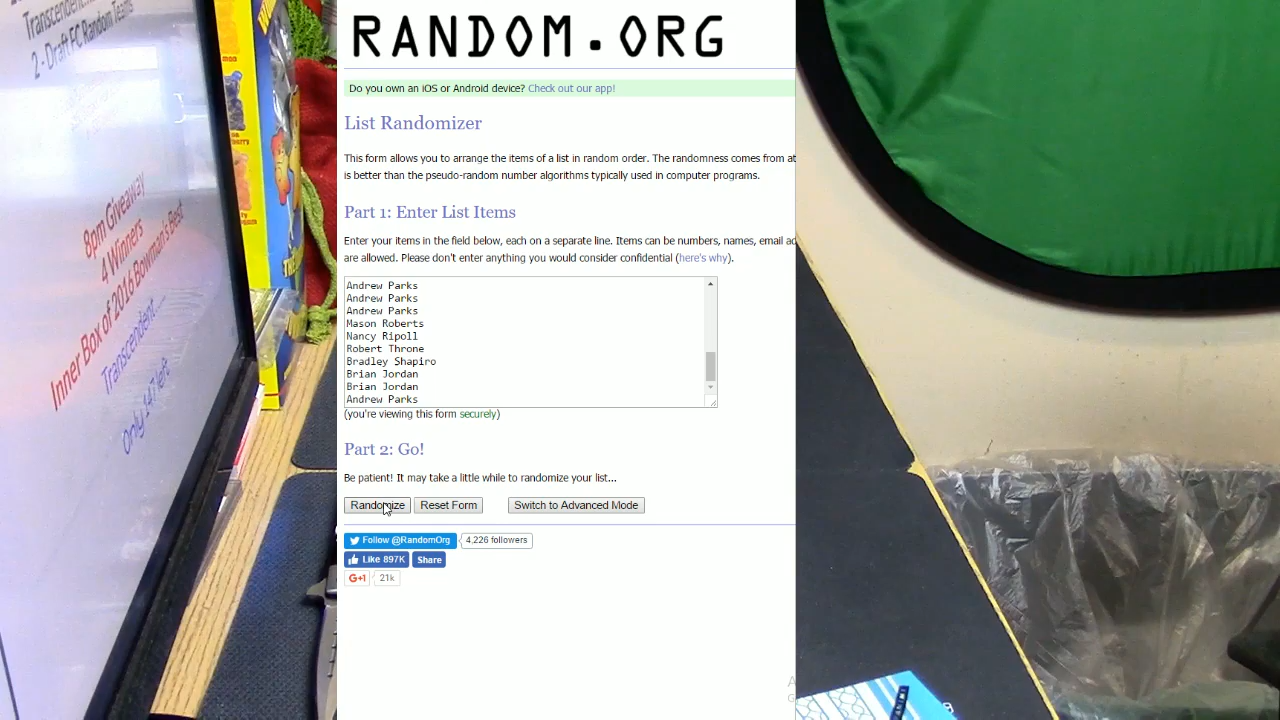 Transcendent...
2 - Draft FC Random Teams
8pm Giveaway
4 Winners
Inner Box of 2016 Bowman's Best
Transcendent....
Only 147 left
RANDOM.ORG
Do you own an iOS or Android device? Check out our app!
List Randomizer
This form allows you to arrange the items of a list in random order. The randomness comes from at
is better than the pseudo-random number algorithms typically used in computer programs.
Part 1: Enter List Items
Enter your items in the field below, each on a separate line. Items can be numbers, names, email ad
are allowed. Please don't enter anything you would consider confidential (here's why).
Andrew Parks
Andrew Parks
Andrew Parks
Mason Roberts
Nancy Ripoll
Robert Throne
Bradley Shapiro
Brian Jordan
Brian Jordan
Andrew Parks
(you're viewing this form securely)
Part 2: Go!
Be patient! It may take a little while to randomize your list...
Randomize Reset Form Switch to Advanced Mode
Follow @RandomOrg 4,226 followers
Like 897K Share
G+1 21k
PANINI